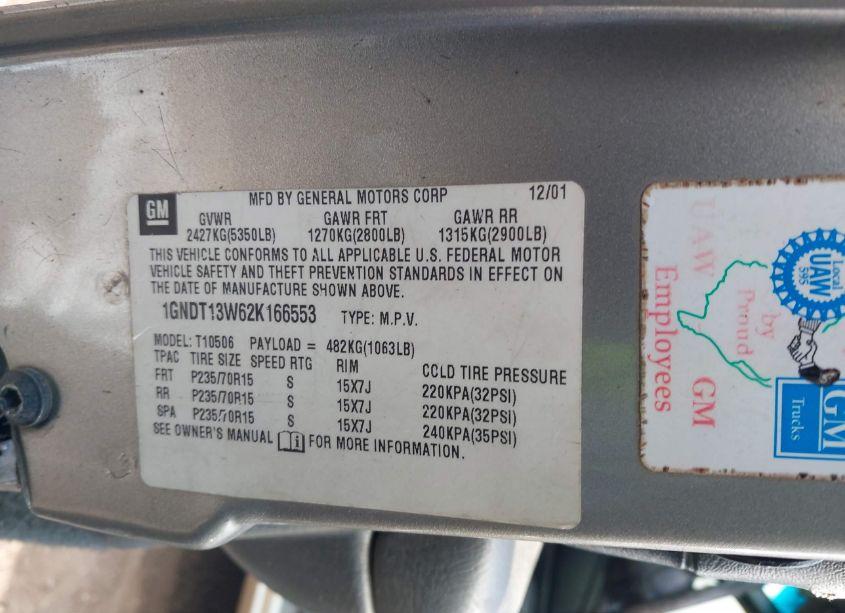 GM
MFD BY GENERAL MOTORS CORP 12/01
GVWR GAWR FRT GAWR RR
2427KG(5350LB) 1270KG(2800LB) 1315KG(2900LB)
THIS VEHICLE CONFORMS TO ALL APPLICABLE U.S. FEDERAL MOTOR
VEHICLE SAFETY AND THEFT PREVENTION STANDARDS IN EFFECT ON
THE DATE OF MANUFACTURE SHOWN ABOVE.
1GNDT13W62K166553 TYPE: M.P.V.
MODEL: T10506 PAYLOAD = 482KG(1063LB)
TPAC TIRE SIZE SPEED RTG RIM COLD TIRE PRESSURE
FRT P235/70R15 S 15X7J 220KPA(32PSI)
RR P235/70R15 S 15X7J 220KPA(32PSI)
SPA P235/70R15 S 15X7J 240KPA(35PSI)
SEE OWNER'S MANUAL FOR MORE INFORMATION.
UAW
GM
Employees
by
Proud
Local
UAW
595
GM
Trucks